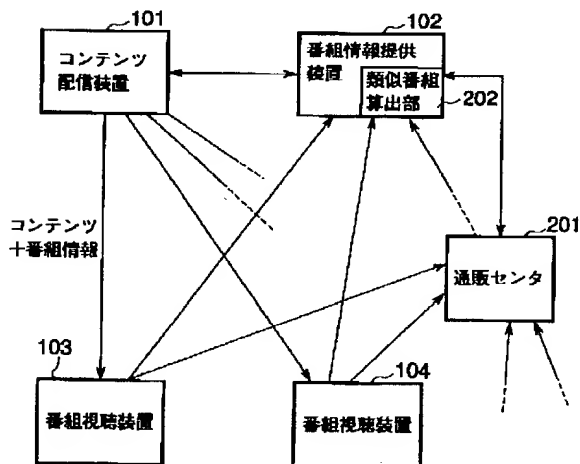 101
コンテンツ
配信装置
102
番組情報提供
装置
類似番組
算出部
202
コンテンツ
十番組情報
201
通販センタ
103
番組視聴装置
104
番組視聴装置